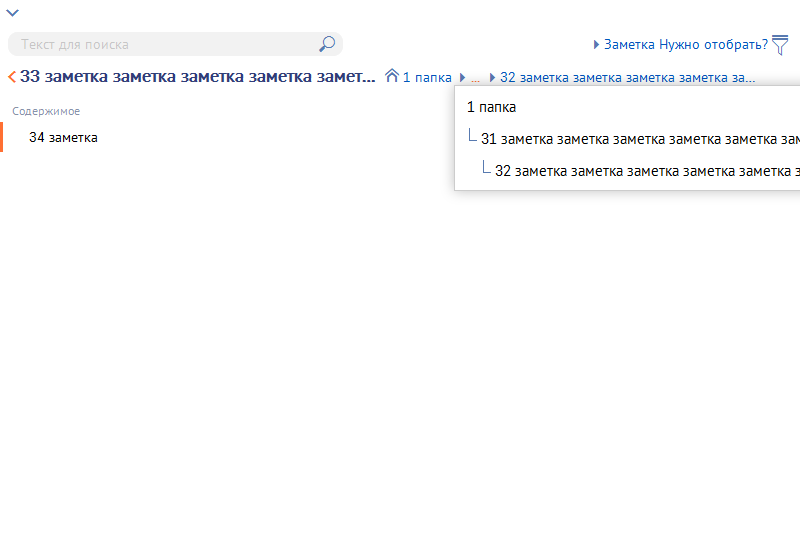 Текст для поиска
Заметка Нужно отобрать?
33 заметка заметка заметка заметка замет... 1 папка ... 32 заметка заметка заметка заметка за...
Содержимое
34 заметка
1 папка
31 заметка заметка заметка заметка заметка зам
32 заметка заметка заметка заметка заметка з